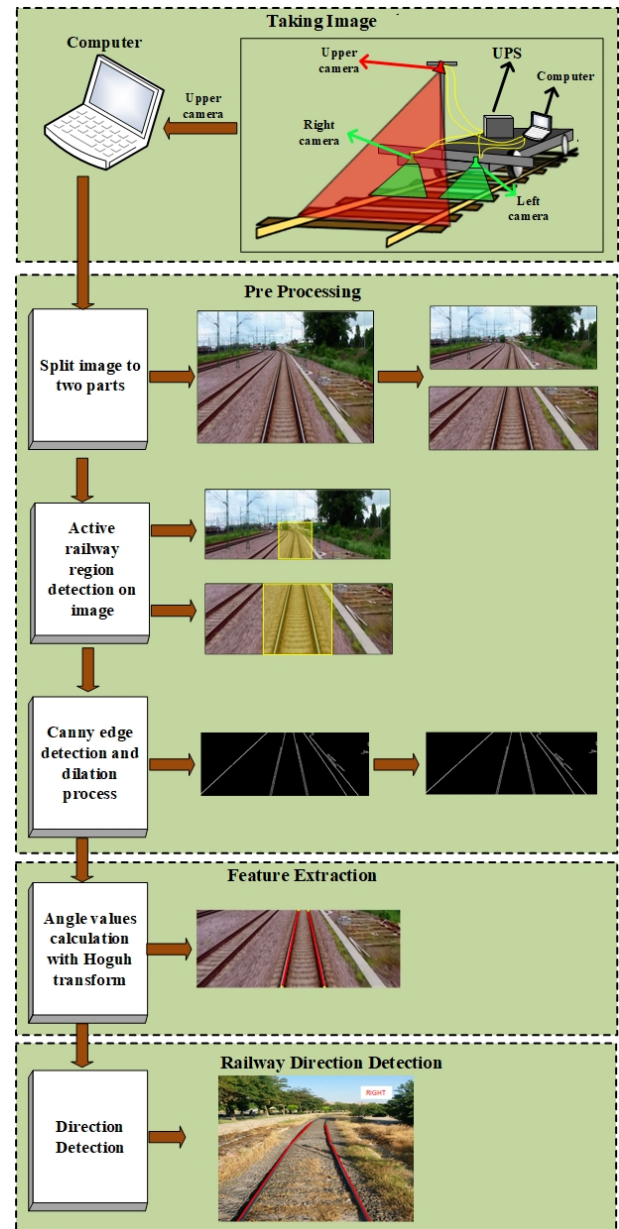 Taking Image
Computer
Upper
camera
Upper
camera
UPS
Computer
Right
camera
Left
camera
Pre Processing
Split image to
two parts
Active
railway
region
detection on
image
Canny edge
detection and
dilation
process
Feature Extraction
Angle values
calculation
with Hoguh
transform
Railway Direction Detection
RIGHT
Direction
Detection